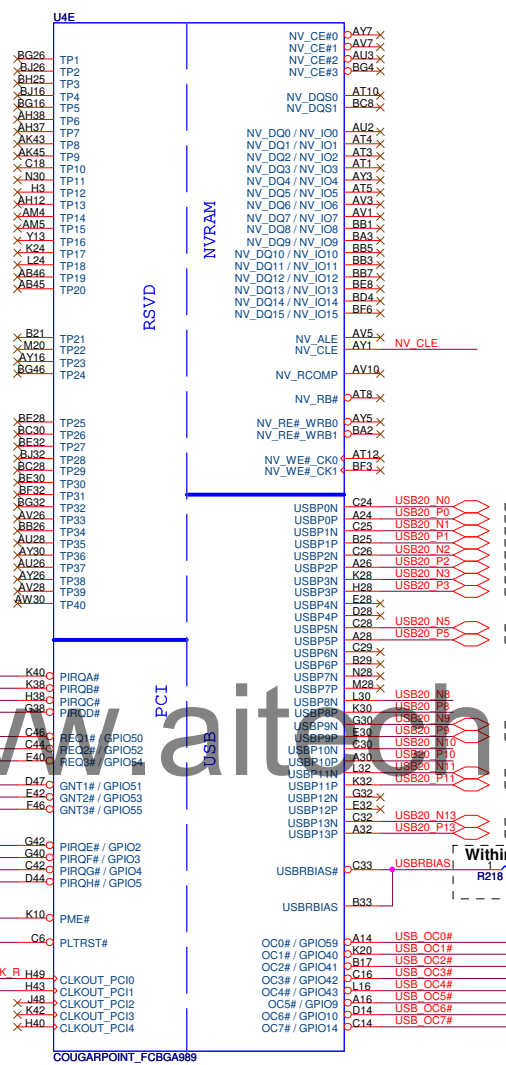 U4E
BG26 TP1
BJ26 TP2
BH25 TP3
BJ16 TP4
BG16 TP5
AH38 TP6
AH37 TP7
AK43 TP8
AK45 TP9
C18 TP10
N30 TP11
H3 TP12
AH12 TP13
AM4 TP14
AM5 TP15
Y13 TP16
K24 TP17
L24 TP18
AB46 TP19
AB45 TP20
B21 TP21
M20 TP22
AY16 TP23
BG46 TP24
BE28 TP25
BC30 TP26
BE32 TP27
BJ32 TP28
BC28 TP29
BE30 TP30
BF32 TP31
BG32 TP32
AV26 TP33
BB26 TP34
AU28 TP35
AY30 TP36
AU26 TP37
AY26 TP38
AV28 TP39
AW30 TP40
RSVD
NVRAM
NV_CE#0 AY7
NV_CE#1 AV7
NV_CE#2 AU3
NV_CE#3 BG4
NV_DQS0 AT10
NV_DQS1 BC8
NV_DQ0 / NV_IO0 AU2
NV_DQ1 / NV_IO1 AT4
NV_DQ2 / NV_IO2 AT3
NV_DQ3 / NV_IO3 AT1
NV_DQ4 / NV_IO4 AY3
NV_DQ5 / NV_IO5 AT5
NV_DQ6 / NV_IO6 AV3
NV_DQ7 / NV_IO7 AV1
NV_DQ8 / NV_IO8 BB1
NV_DQ9 / NV_IO9 BA3
NV_DQ10 / NV_IO10 BB5
NV_DQ11 / NV_IO11 BB3
NV_DQ12 / NV_IO12 BB7
NV_DQ13 / NV_IO13 BE8
NV_DQ14 / NV_IO14 BD4
NV_DQ15 / NV_IO15 BF6
NV_ALE AV5
NV_CLE AY1 NV_CLE
NV_RCOMP AV10
NV_RB# AT8
NV_RE#_WRB0 AY5
NV_RE#_WRB1 BA2
NV_WE#_CK0 AT12
NV_WE#_CK1 BF3
USBP0N C24 USB20_N0
USBP0P A24 USB20_P0
USBP1N C25 USB20_N1
USBP1P B25 USB20_P1
USBP2N C26 USB20_N2
USBP2P A26 USB20_P2
USBP3N K28 USB20_N3
USBP3P H28 USB20_P3
USBP4N E28
USBP4P D28
USBP5N C28 USB20_N5
USBP5P A28 USB20_P5
USBP6N C29
USBP6P B29
USBP7N N28
USBP7P M28
USBP8N L30 USB20_N8
USBP8P K30 USB20_P8
USBP9N G30 USB20_N9
USBP9P E30 USB20_P9
USBP10N C30 USB20_N10
USBP10P A30 USB20_P10
USBP11N L32 USB20_N11
USBP11P K32 USB20_P11
USBP12N G32
USBP12P E32
USBP13N C32 USB20_N13
USBP13P A32 USB20_P13
USBRBIAS# C33 USBRBIAS
USBRBIAS B33
Within
1
R218
PCI
USB
K40 PIRQA#
K38 PIRQB#
H38 PIRQC#
G38 PIRQD#
C46 REQ1# / GPIO50
C44 REQ2# / GPIO52
E40 REQ3# / GPIO54
D47 GNT1# / GPIO51
E42 GNT2# / GPIO53
F46 GNT3# / GPIO55
G42 PIRQE# / GPIO2
G40 PIRQF# / GPIO3
C42 PIRQG# / GPIO4
D44 PIRQH# / GPIO5
K10 PME#
C6 PLTRST#
K_R H49 CLKOUT_PCI0
H43 CLKOUT_PCI1
J48 CLKOUT_PCI2
K42 CLKOUT_PCI3
H40 CLKOUT_PCI4
OC0# / GPIO59 A14 USB_OC0#
OC1# / GPIO40 K20 USB_OC1#
OC2# / GPIO41 B17 USB_OC2#
OC3# / GPIO42 C16 USB_OC3#
OC4# / GPIO43 L16 USB_OC4#
OC5# / GPIO9 A16 USB_OC5#
OC6# / GPIO10 D14 USB_OC6#
OC7# / GPIO14 C14 USB_OC7#
COUGARPOINT_FCBGA989
w.aitech